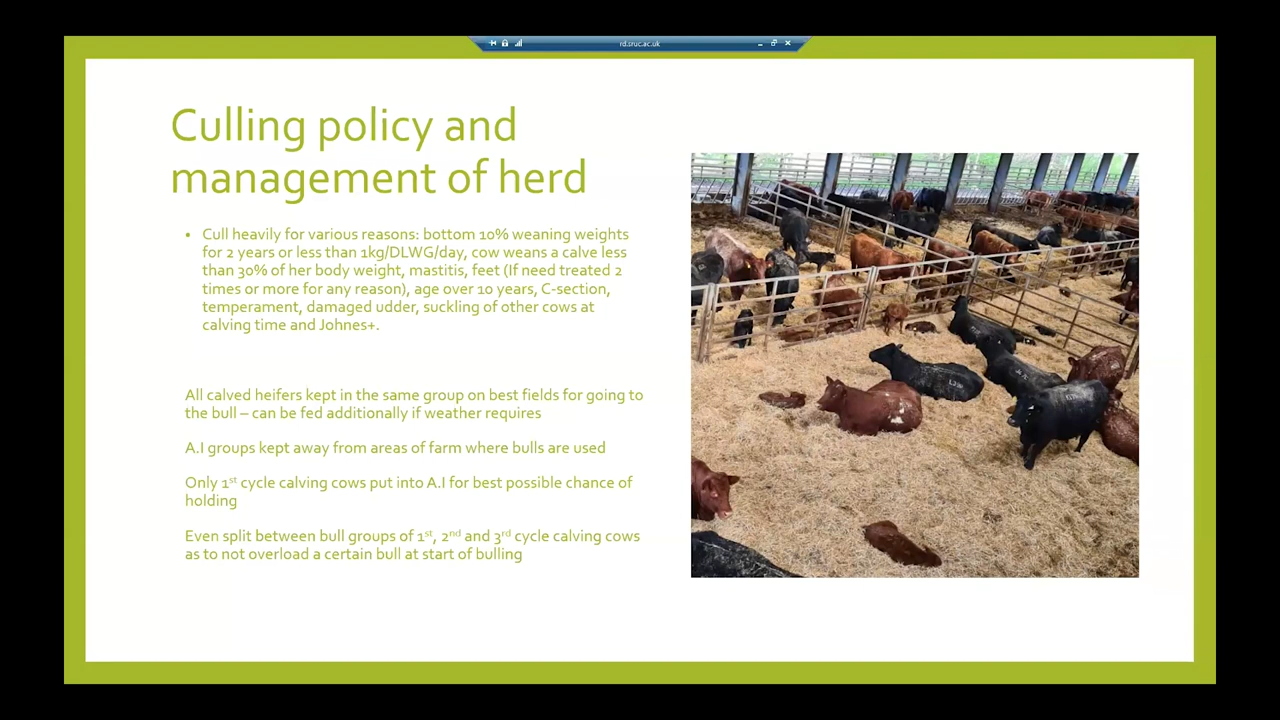 rd.sruc.ac.uk
Culling policy and
management of herd
• Cull heavily for various reasons: bottom 10% weaning weights
for 2 years or less than 1kg/DLWG/day, cow weans a calve less
than 30% of her body weight, mastitis, feet (If need treated 2
times or more for any reason), age over 10 years, C-section,
temperament, damaged udder, suckling of other cows at
calving time and Johnes+.
All calved heifers kept in the same group on best fields for going to
the bull – can be fed additionally if weather requires
A.I groups kept away from areas of farm where bulls are used
Only 1st cycle calving cows put into A.I for best possible chance of
holding
Even split between bull groups of 1st, 2nd and 3rd cycle calving cows
as to not overload a certain bull at start of bulling